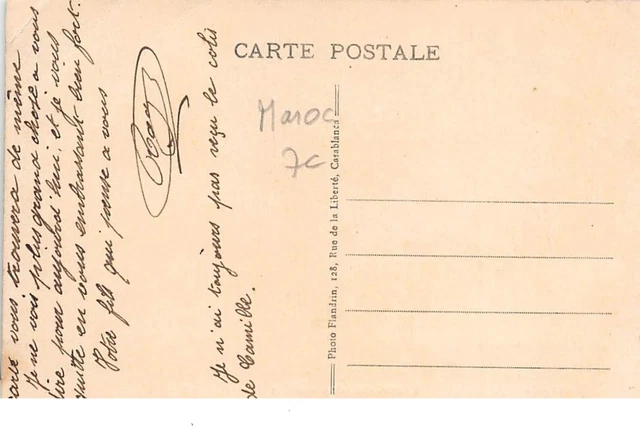 CARTE POSTALE
Maroc
7c
Photo Flandrin, 128, Rue de la Liberté, Casablanca
vous trouvera de même
Je ne vois plus grand chose a vous
dire pour aujourd'hui, et je vous
quitte en vous embrassant bien fort.
Votre fils qui pense a vous
Je n'ai toujours pas reçu le colis
de Camille.